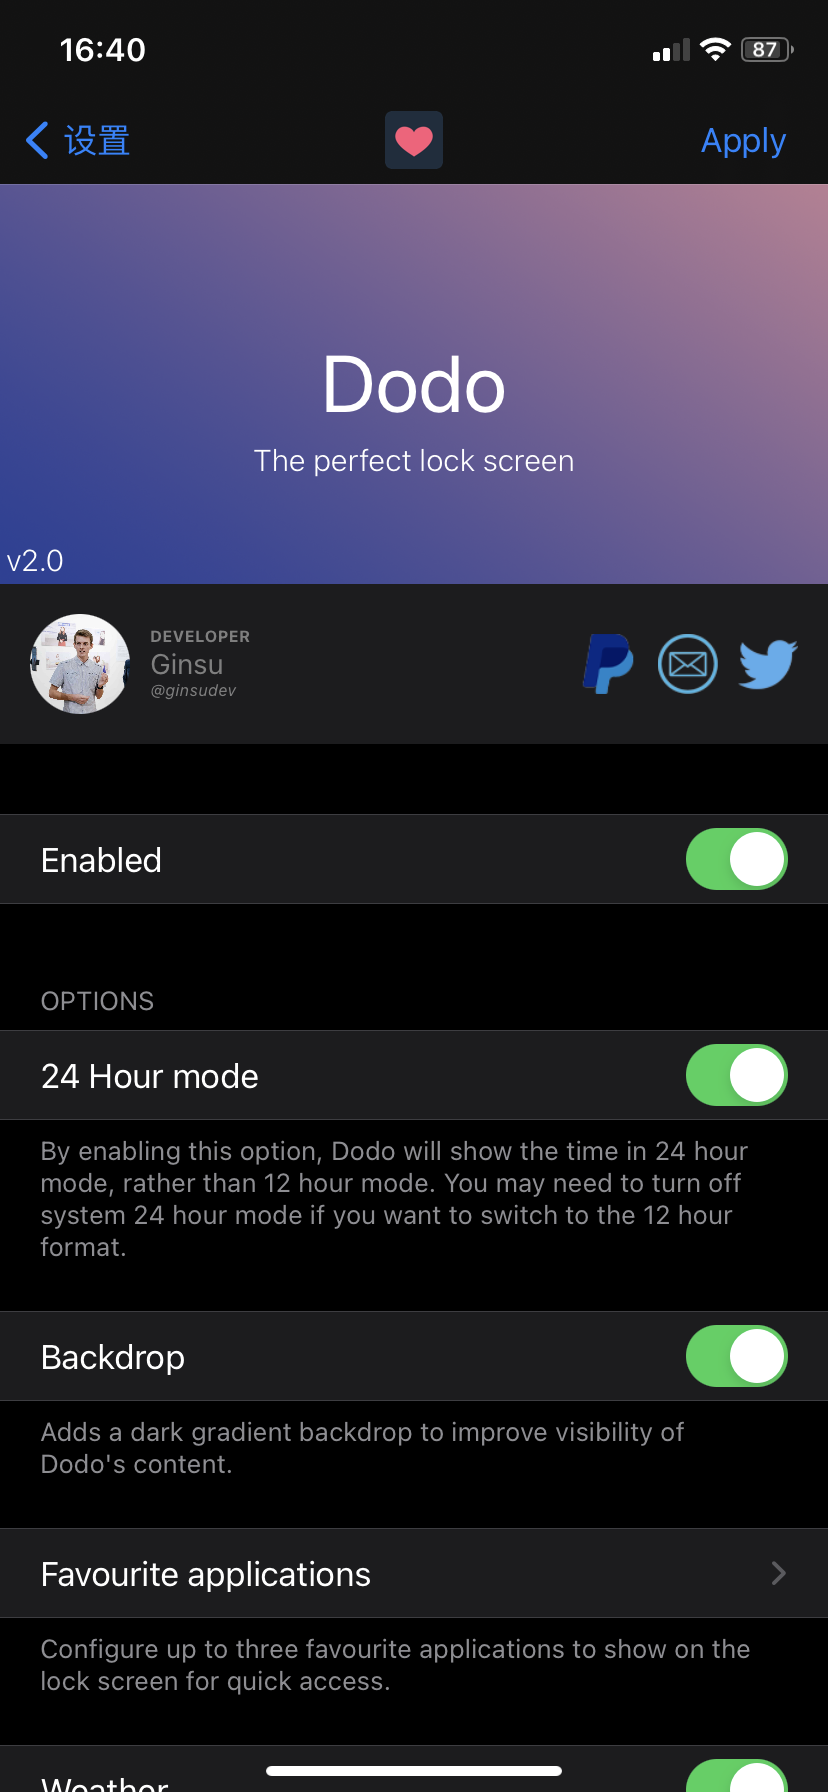 16:40
87
设置
Apply
Dodo
The perfect lock screen
v2.0
DEVELOPER
Ginsu
@ginsudev
Enabled
OPTIONS
24 Hour mode
By enabling this option, Dodo will show the time in 24 hour
mode, rather than 12 hour mode. You may need to turn off
system 24 hour mode if you want to switch to the 12 hour
format.
Backdrop
Adds a dark gradient backdrop to improve visibility of
Dodo's content.
Favourite applications
Configure up to three favourite applications to show on the
lock screen for quick access.
Weather